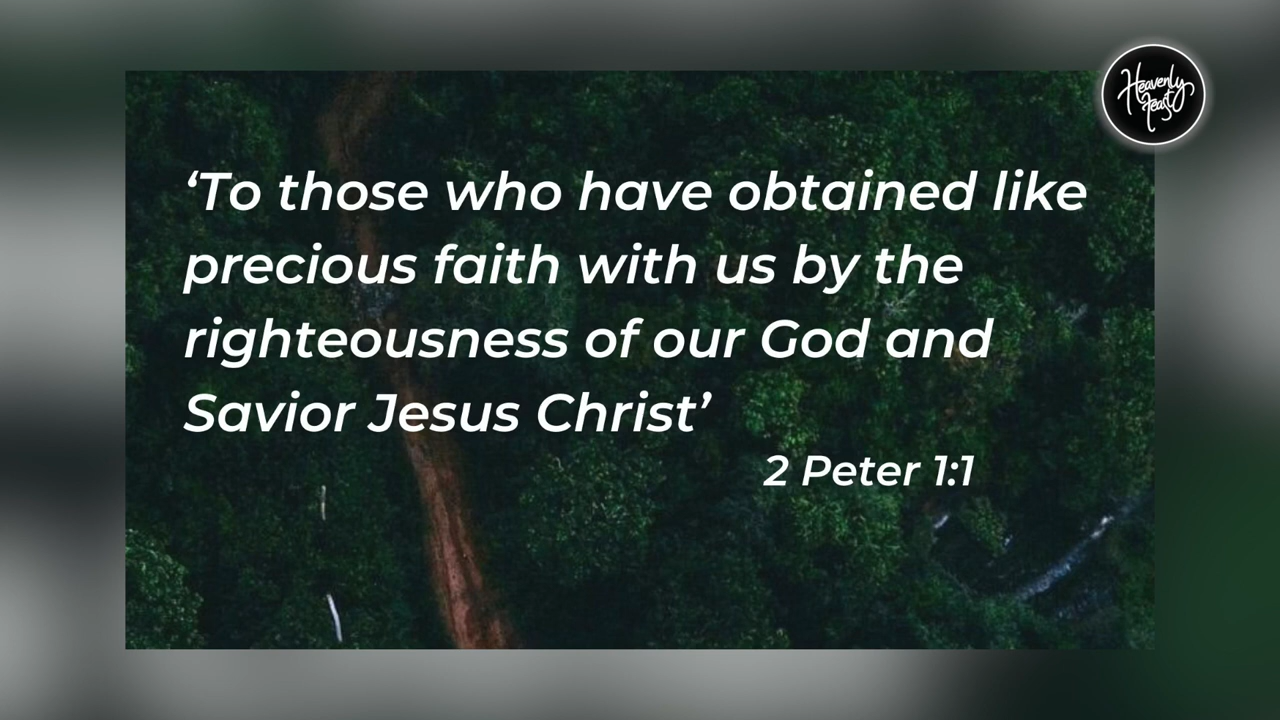 Heavenly
feast
‘To those who have obtained like
precious faith with us by the
righteousness of our God and
Savior Jesus Christ’
2 Peter 1:1